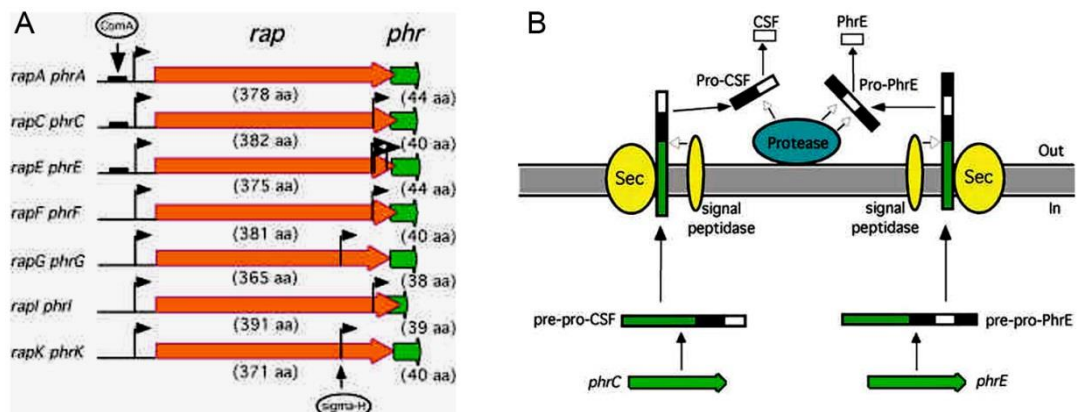 A
ComA
rap phr
rapA phrA
(378 aa) (44 aa)
rapC phrC
(382 aa) (40 aa)
rapE phrE
(375 aa) (44 aa)
rapF phrF
(381 aa) (40 aa)
rapG phrG
(365 aa) (38 aa)
rapI phrI
(391 aa) (39 aa)
rapK phrK
(371 aa) (40 aa)
sigma-H
B
CSF PhrE
Pro-CSF Pro-PhrE
Protease
Out
Sec Sec
In
signal
peptidase
signal
peptidase
pre-pro-CSF pre-pro-PhrE
phrC phrE